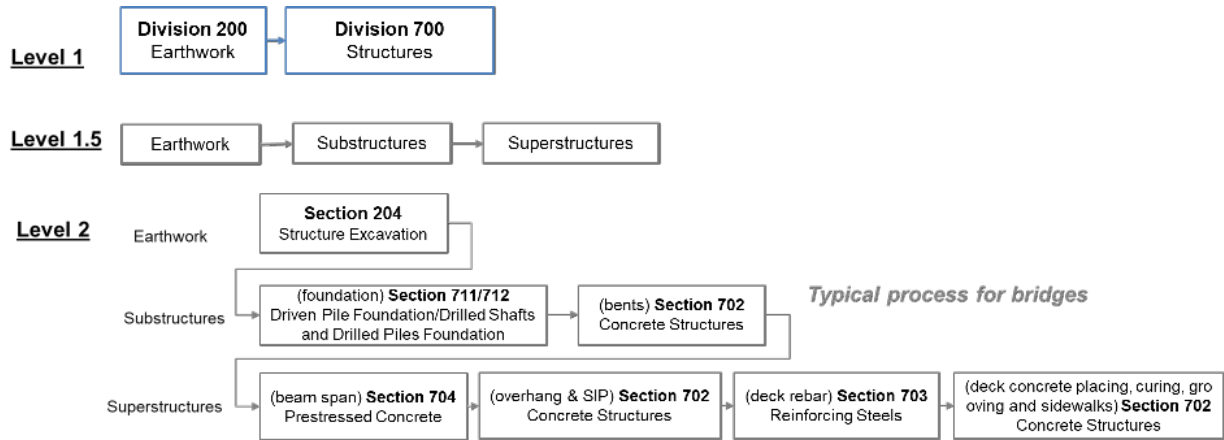 Level 1
Division 200
Earthwork
Division 700
Structures
Level 1.5
Earthwork
Substructures
Superstructures
Level 2
Earthwork
Section 204
Structure Excavation
Typical process for bridges
Substructures
(foundation) Section 711/712
Driven Pile Foundation/Drilled Shafts
and Drilled Piles Foundation
(bents) Section 702
Concrete Structures
Superstructures
(beam span) Section 704
Prestressed Concrete
(overhang & SIP) Section 702
Concrete Structures
(deck rebar) Section 703
Reinforcing Steels
(deck concrete placing, curing, gro
oving and sidewalks) Section 702
Concrete Structures